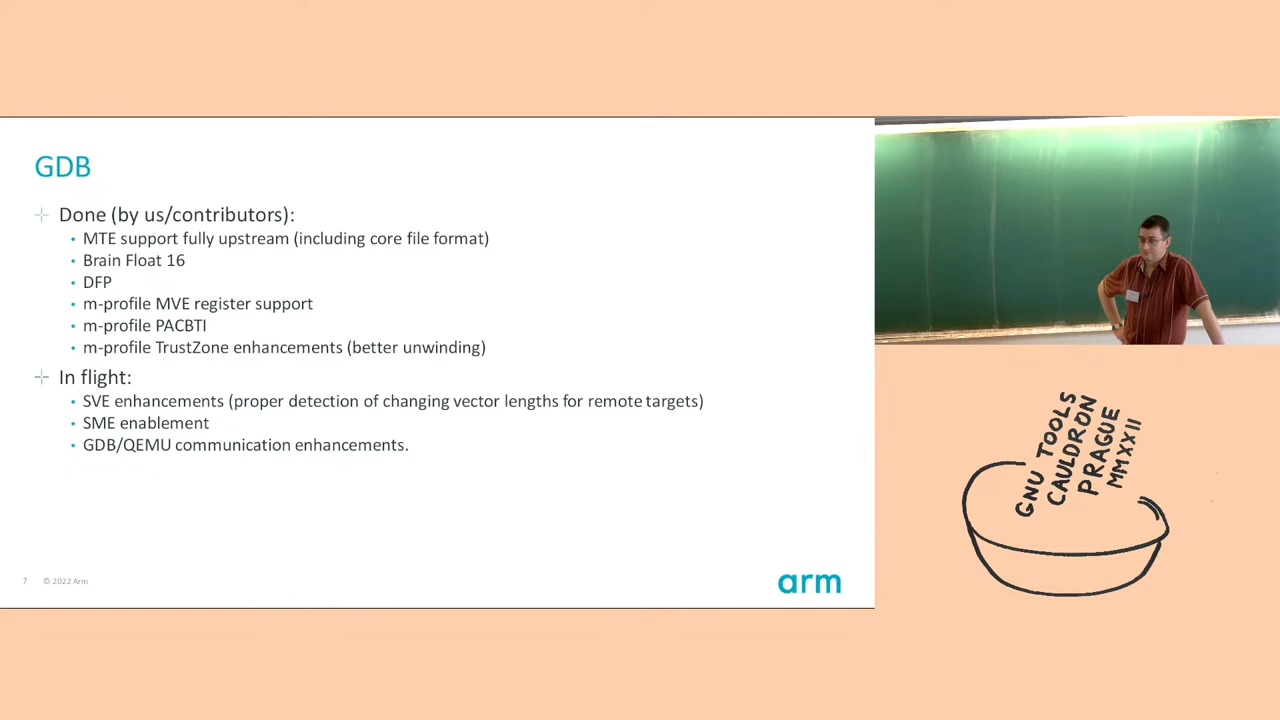 GDB
Done (by us/contributors):
• MTE support fully upstream (including core file format)
• Brain Float 16
• DFP
• m-profile MVE register support
• m-profile PACBTI
• m-profile TrustZone enhancements (better unwinding)
In flight:
• SVE enhancements (proper detection of changing vector lengths for remote targets)
• SME enablement
• GDB/QEMU communication enhancements.
7 © 2022 Arm
arm
GNU TOOLS
CAULDRON
PRAGUE
MMXXII